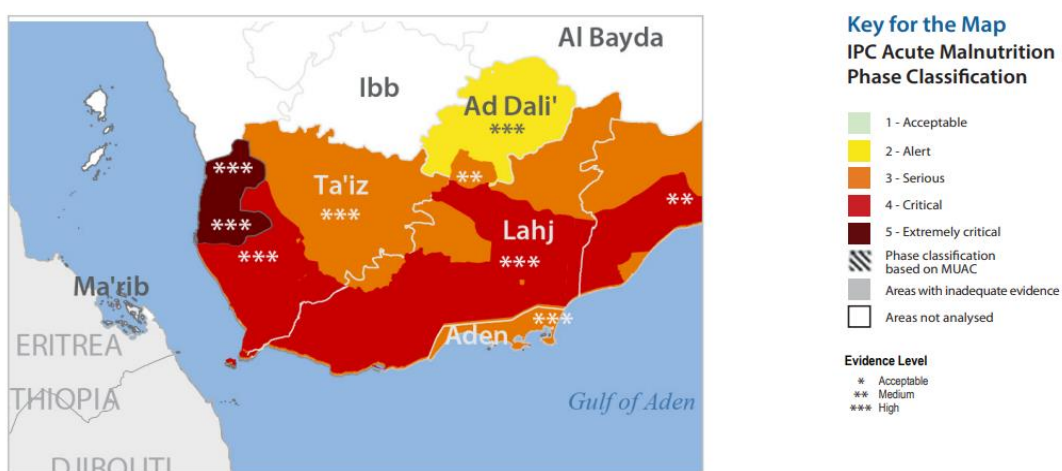 Al Bayda
Ibb
Ad Dali'
***
***
**
Ta'iz
***
**
***
Lahj
***
***
Ma'rib
***
Aden
ERITREA
THIOPIA
Gulf of Aden
DJIBOUTI
Key for the Map
IPC Acute Malnutrition
Phase Classification
1 - Acceptable
2 - Alert
3 - Serious
4 - Critical
5 - Extremely critical
Phase classification
based on MUAC
Areas with inadequate evidence
Areas not analysed
Evidence Level
* Acceptable
** Medium
*** High